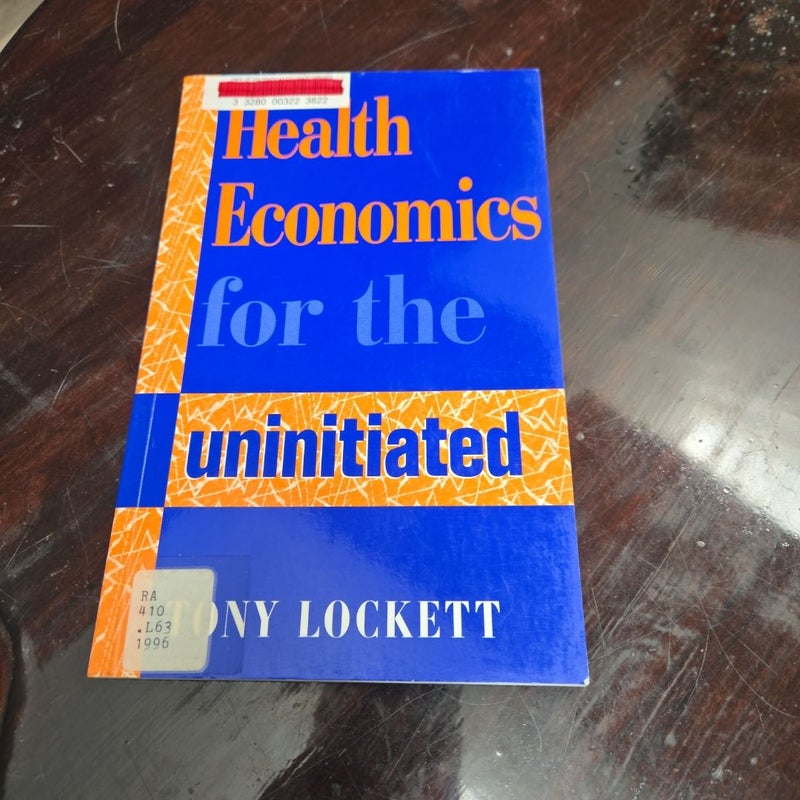 3 3280 00322 3822
Health
Economics
for the
uninitiated
TONY LOCKETT
RA
410
.L63
1996